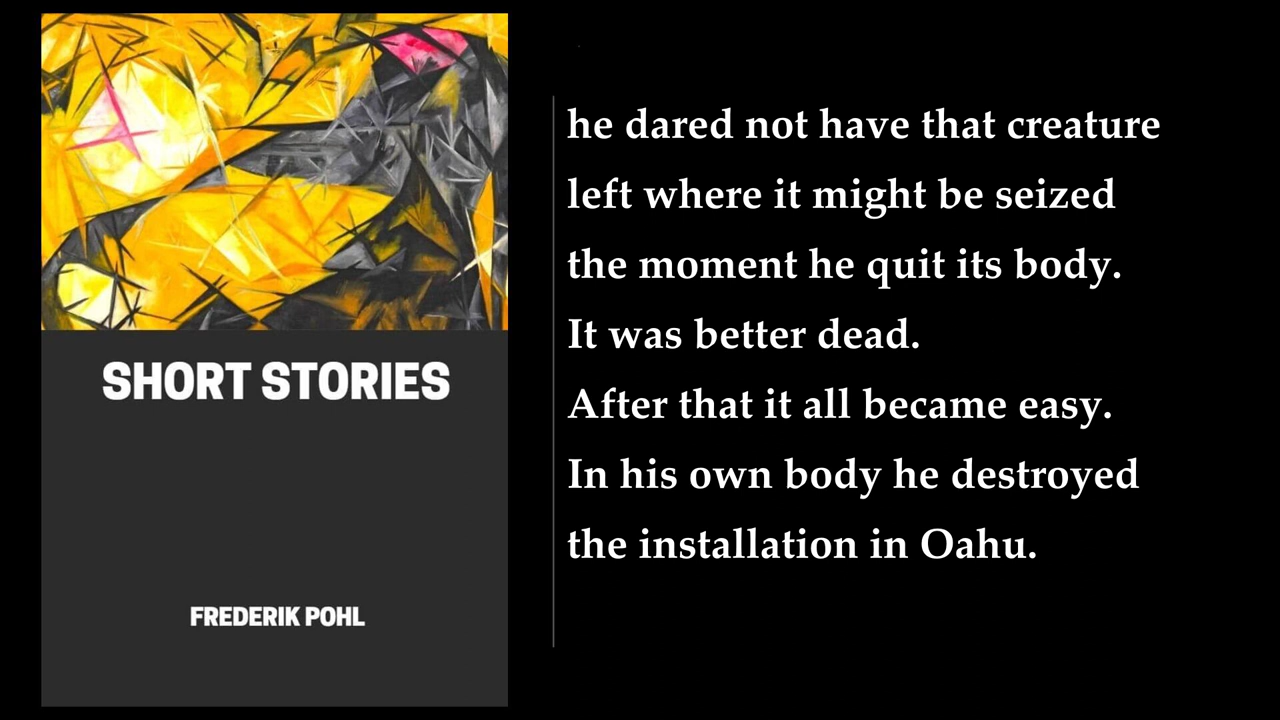 SHORT STORIES
FREDERIK POHL
he dared not have that creature
left where it might be seized
the moment he quit its body.
It was better dead.
After that it all became easy.
In his own body he destroyed
the installation in Oahu.